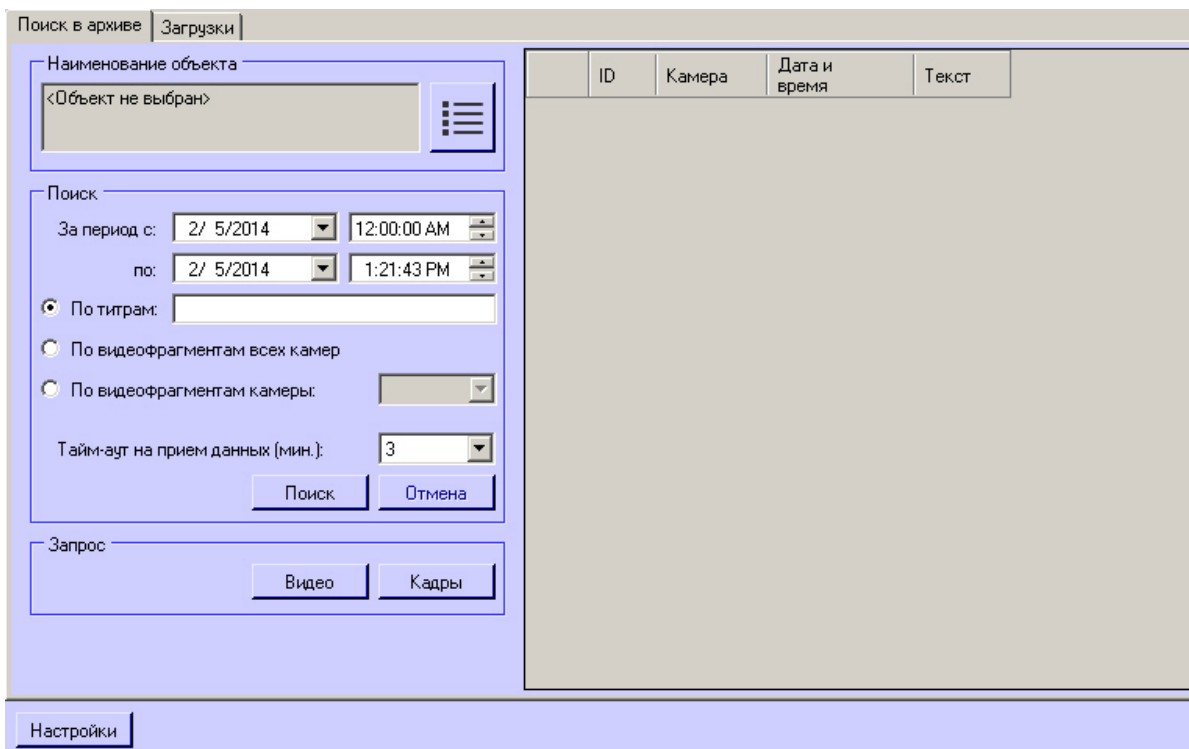 Поиск в архиве
Загрузки
Наименование объекта
<Объект не выбран>
Поиск
За период с: 2/ 5/2014 12:00:00 AM
по: 2/ 5/2014 1:21:43 PM
По титрам:
По видеофрагментам всех камер
По видеофрагментам камеры:
Тайм-аут на прием данных (мин.): 3
Поиск
Отмена
Запрос
Видео
Кадры
ID
Камера
Дата и
время
Текст
Настройки